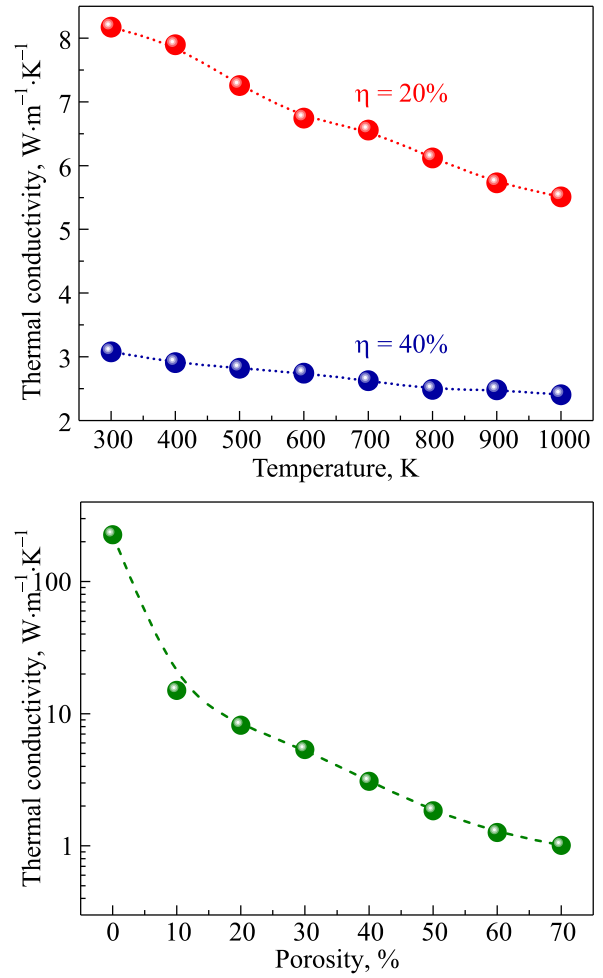 Thermal conductivity, W·m⁻¹·K⁻¹
8
7
6
5
4
3
2
η = 20%
η = 40%
300 400 500 600 700 800 900 1000
Temperature, K
Thermal conductivity, W·m⁻¹·K⁻¹
100
10
1
0 10 20 30 40 50 60 70
Porosity, %